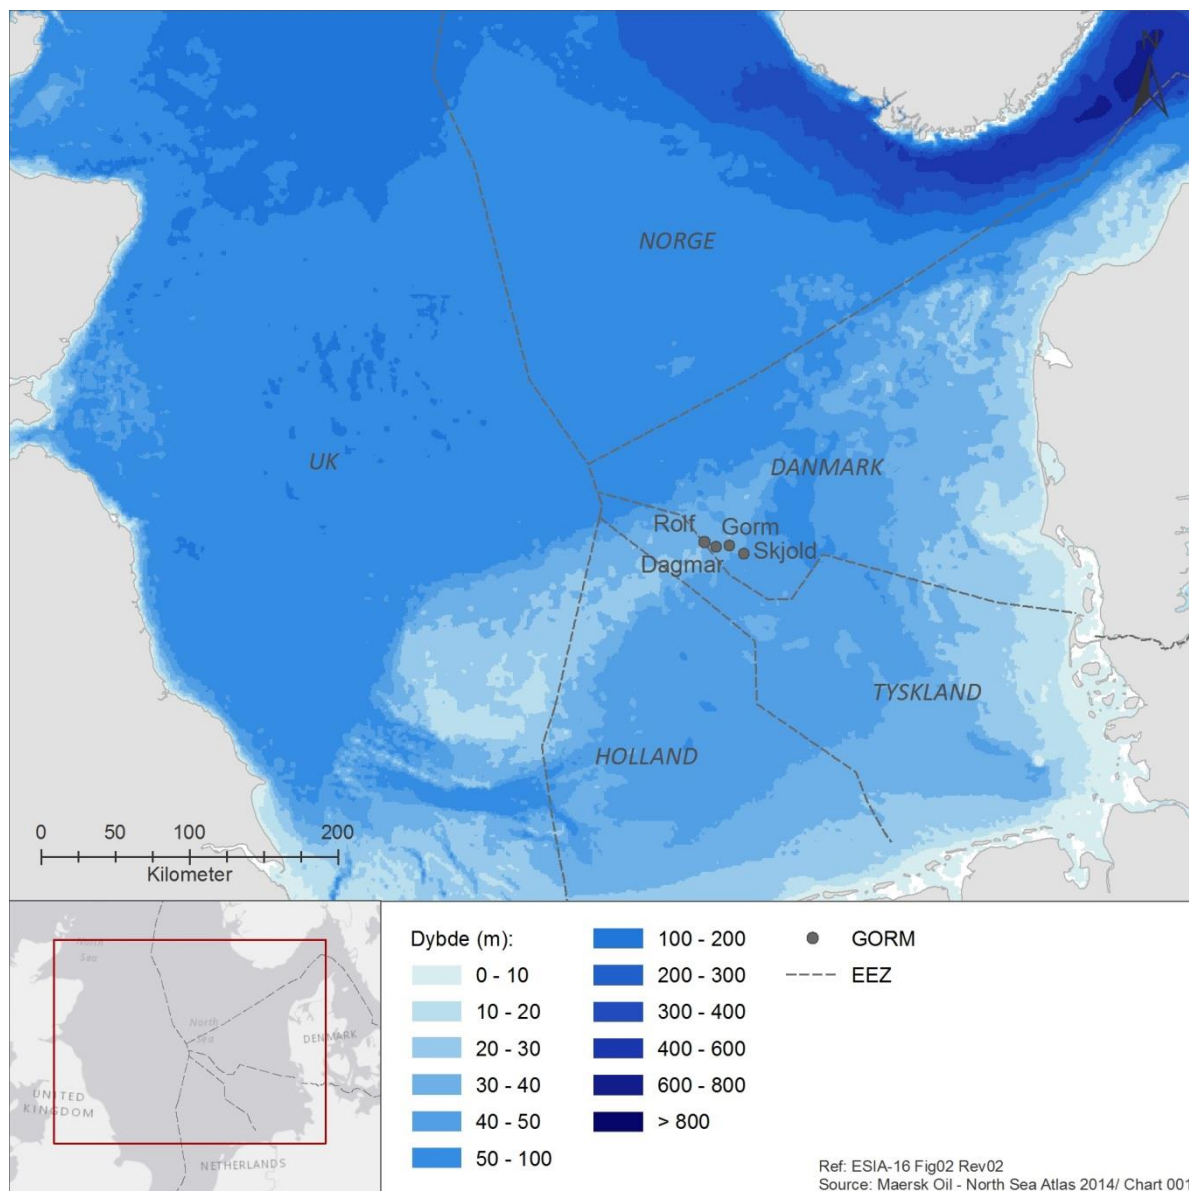 N
NORGE
UK
DANMARK
Rolf
Gorm
Skjold
Dagmar
TYSKLAND
HOLLAND
0 50 100 200
Kilometer
North
Sea
North
Sea
DENMARK
UNITED
KINGDOM
NETHERLANDS
Dybde (m):
0 - 10
10 - 20
20 - 30
30 - 40
40 - 50
50 - 100
100 - 200
200 - 300
300 - 400
400 - 600
600 - 800
> 800
GORM
EEZ
Ref: ESIA-16 Fig02 Rev02
Source: Maersk Oil - North Sea Atlas 2014/ Chart 001